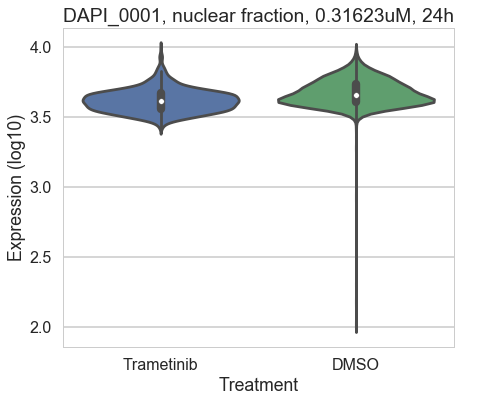 DAPI_0001, nuclear fraction, 0.31623uM, 24h
4.0
3.5
3.0
2.5
2.0
Expression (log10)
Trametinib DMSO
Treatment